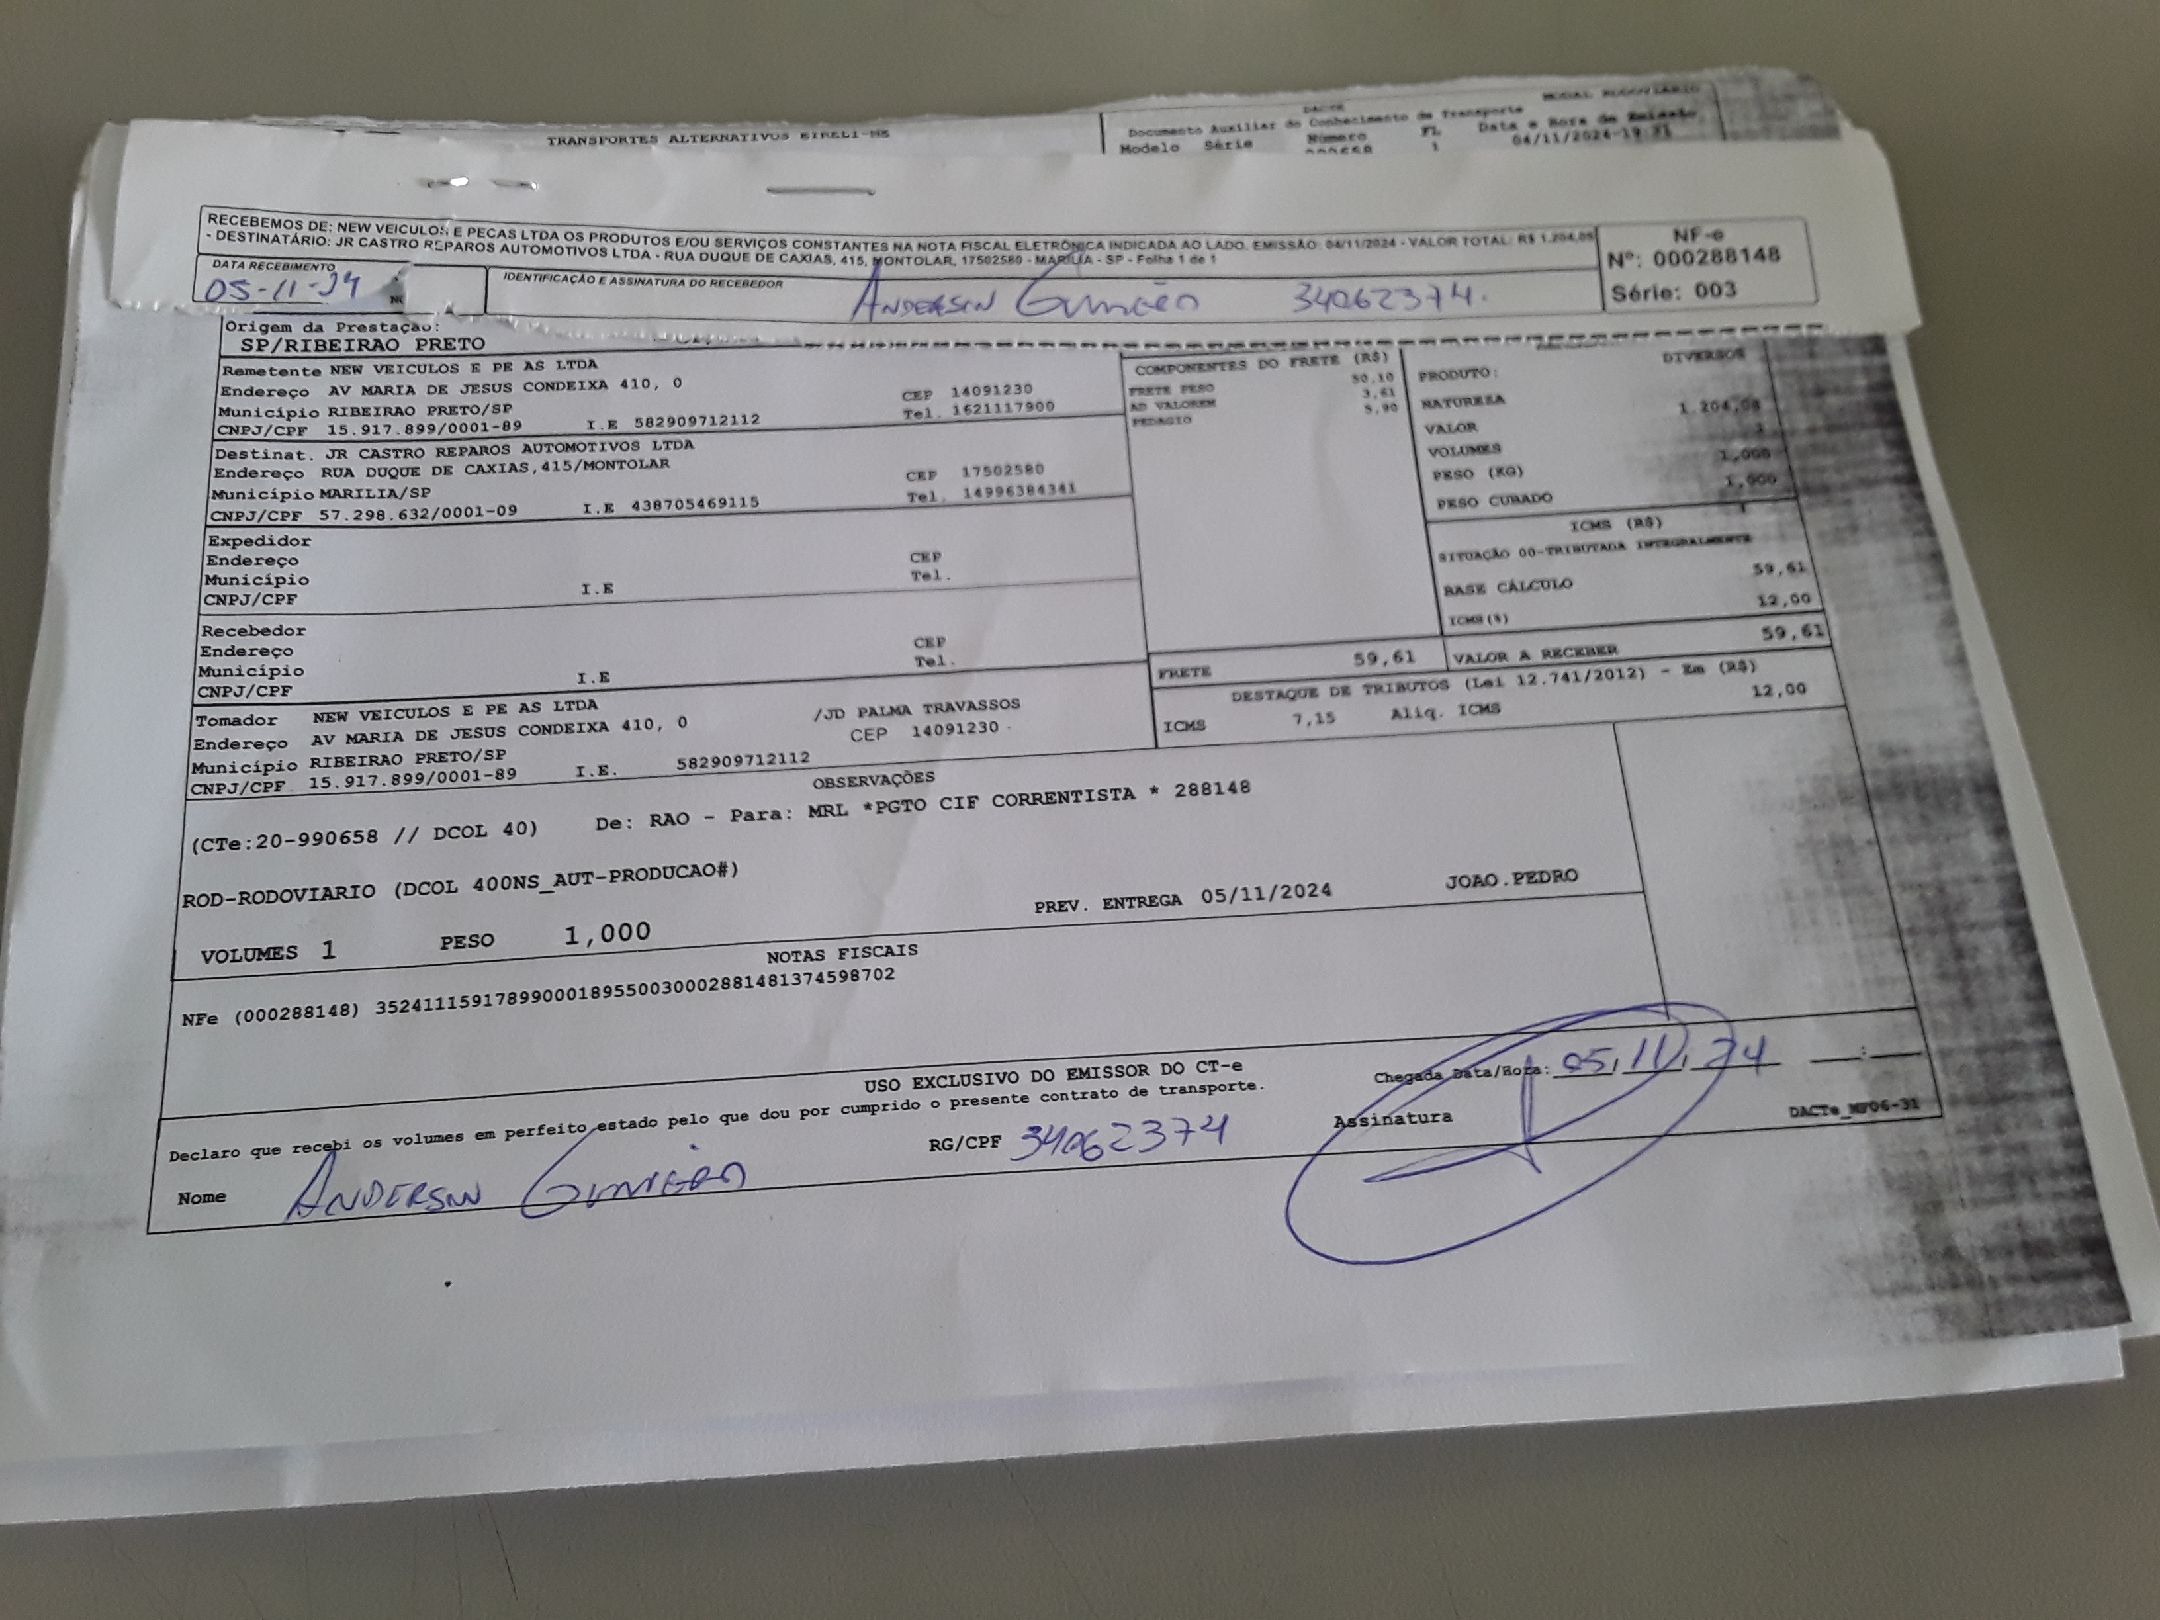 TRANSPORTES ALTERNATIVOS EIRELI-ME
DACTE
MODAL RODOVIÁRIO
Documento Auxiliar do Conhecimento de Transporte
Modelo Série Número FL Data e Hora de Emissão
1 04/11/2024-19:31
RECEBEMOS DE: NEW VEICULOS E PECAS LTDA OS PRODUTOS E/OU SERVIÇOS CONSTANTES NA NOTA FISCAL ELETRÔNICA INDICADA AO LADO. EMISSÃO: 04/11/2024 - VALOR TOTAL: R$ 1.204,08
- DESTINATÁRIO: JR CASTRO REPAROS AUTOMOTIVOS LTDA - RUA DUQUE DE CAXIAS, 415, MONTOLAR, 17502580 - MARILIA - SP - Folha 1 de 1
NF-e
Nº: 000288148
Série: 003
DATA RECEBIMENTO
05-11-24
IDENTIFICAÇÃO E ASSINATURA DO RECEBEDOR
ANDERSON 34062374.
Origem da Prestação:
SP/RIBEIRAO PRETO
Remetente NEW VEICULOS E PE AS LTDA
Endereço AV MARIA DE JESUS CONDEIXA 410, 0 CEP 14091230
Município RIBEIRAO PRETO/SP Tel. 1621117900
CNPJ/CPF 15.917.899/0001-89 I.E 582909712112
Destinat. JR CASTRO REPAROS AUTOMOTIVOS LTDA
Endereço RUA DUQUE DE CAXIAS,415/MONTOLAR CEP 17502580
Município MARILIA/SP Tel. 14996384341
CNPJ/CPF 57.298.632/0001-09 I.E 438705469115
Expedidor
Endereço CEP
Município Tel.
CNPJ/CPF I.E
Recebedor
Endereço CEP
Município Tel.
CNPJ/CPF I.E
Tomador NEW VEICULOS E PE AS LTDA /JD PALMA TRAVASSOS
Endereço AV MARIA DE JESUS CONDEIXA 410, 0 CEP 14091230
Município RIBEIRAO PRETO/SP
CNPJ/CPF. 15.917.899/0001-89 I.E. 582909712112
COMPONENTES DO FRETE (R$)
FRETE PESO 50,10
AD VALOREM 3,61
PEDAGIO 5,90
PRODUTO: DIVERSOS
NATUREZA
VALOR 1.204,08
VOLUMES 1
PESO (KG) 1,000
PESO CUBADO 1,000
ICMS (R$)
SITUAÇÃO 00-TRIBUTADA INTEGRALMENTE
BASE CÁLCULO 59,61
ICMS(%) 12,00
FRETE 59,61 VALOR A RECEBER 59,61
DESTAQUE DE TRIBUTOS (Lei 12.741/2012) - Em (R$)
ICMS 7,15 Aliq. ICMS 12,00
OBSERVAÇÕES
(CTe:20-990658 // DCOL 40) De: RAO - Para: MRL *PGTO CIF CORRENTISTA * 288148
ROD-RODOVIARIO (DCOL 400NS_AUT-PRODUCAO#)
PREV. ENTREGA 05/11/2024 JOAO.PEDRO
VOLUMES 1 PESO 1,000
NOTAS FISCAIS
NFe (000288148) 35241115917899000189550030002881481374598702
USO EXCLUSIVO DO EMISSOR DO CT-e
Declaro que recebi os volumes em perfeito estado pelo que dou por cumprido o presente contrato de transporte.
Chegada Data/Hora: 05/11/24 :
Nome ANDERSON RG/CPF 34062374 Assinatura
DACTe_MF06-31